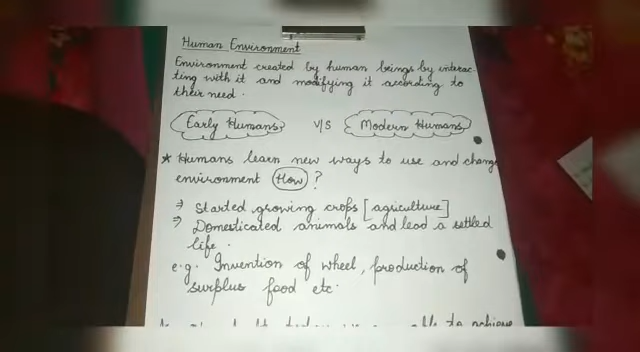 Human Environment
Environment created by human beings by interac-
ting with it and modifying it according to
their need.
Early Humans V/S Modern Humans
* Humans learn new ways to use and change
environment How ?
⇒ Started growing crops [agriculture]
⇒ Domesticated animals and lead a settled
life.
e.g. Invention of wheel, production of
surplus food etc.
to achieve